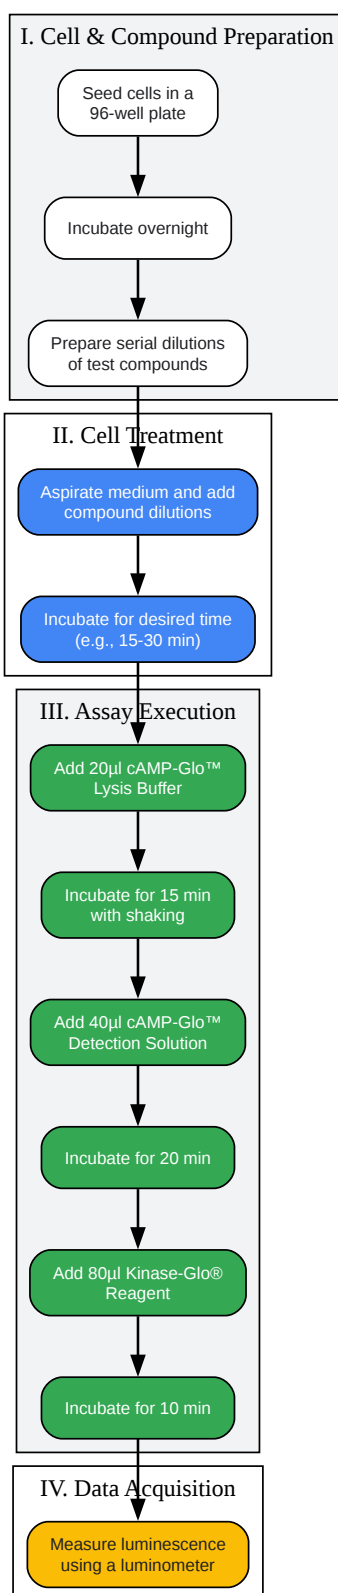 I. Cell & Compound Preparation
Seed cells in a
96-well plate
Incubate overnight
Prepare serial dilutions
of test compounds
II. Cell Treatment
Aspirate medium and add
compound dilutions
Incubate for desired time
(e.g., 15-30 min)
III. Assay Execution
Add 20µl cAMP-Glo™
Lysis Buffer
Incubate for 15 min
with shaking
Add 40µl cAMP-Glo™
Detection Solution
Incubate for 20 min
Add 80µl Kinase-Glo®
Reagent
Incubate for 10 min
IV. Data Acquisition
Measure luminescence
using a luminometer